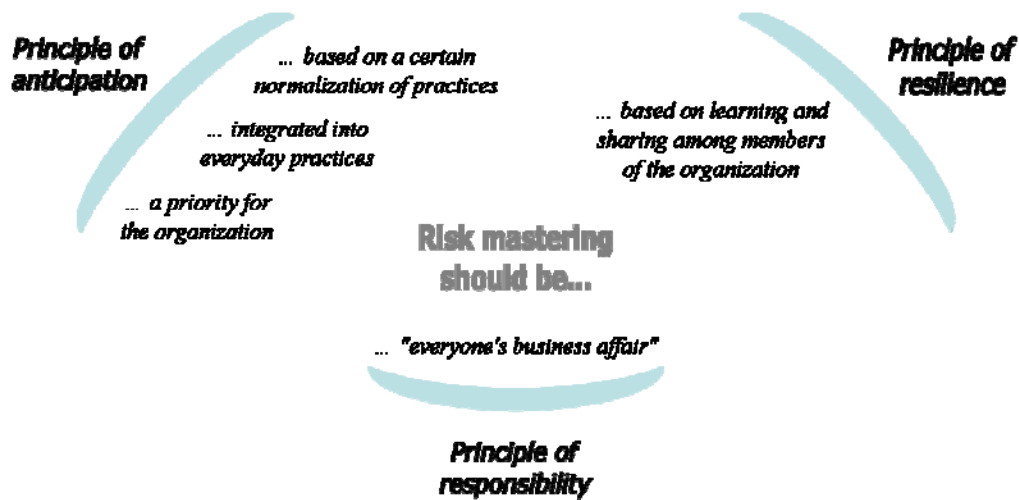 Principle of
anticipation
... based on a certain
normalization of practices
... integrated into
everyday practices
... a priority for
the organization
Principle of
resilience
... based on learning and
sharing among members
of the organization
Risk mastering
should be...
... "everyone's business affair"
Principle of
responsibility